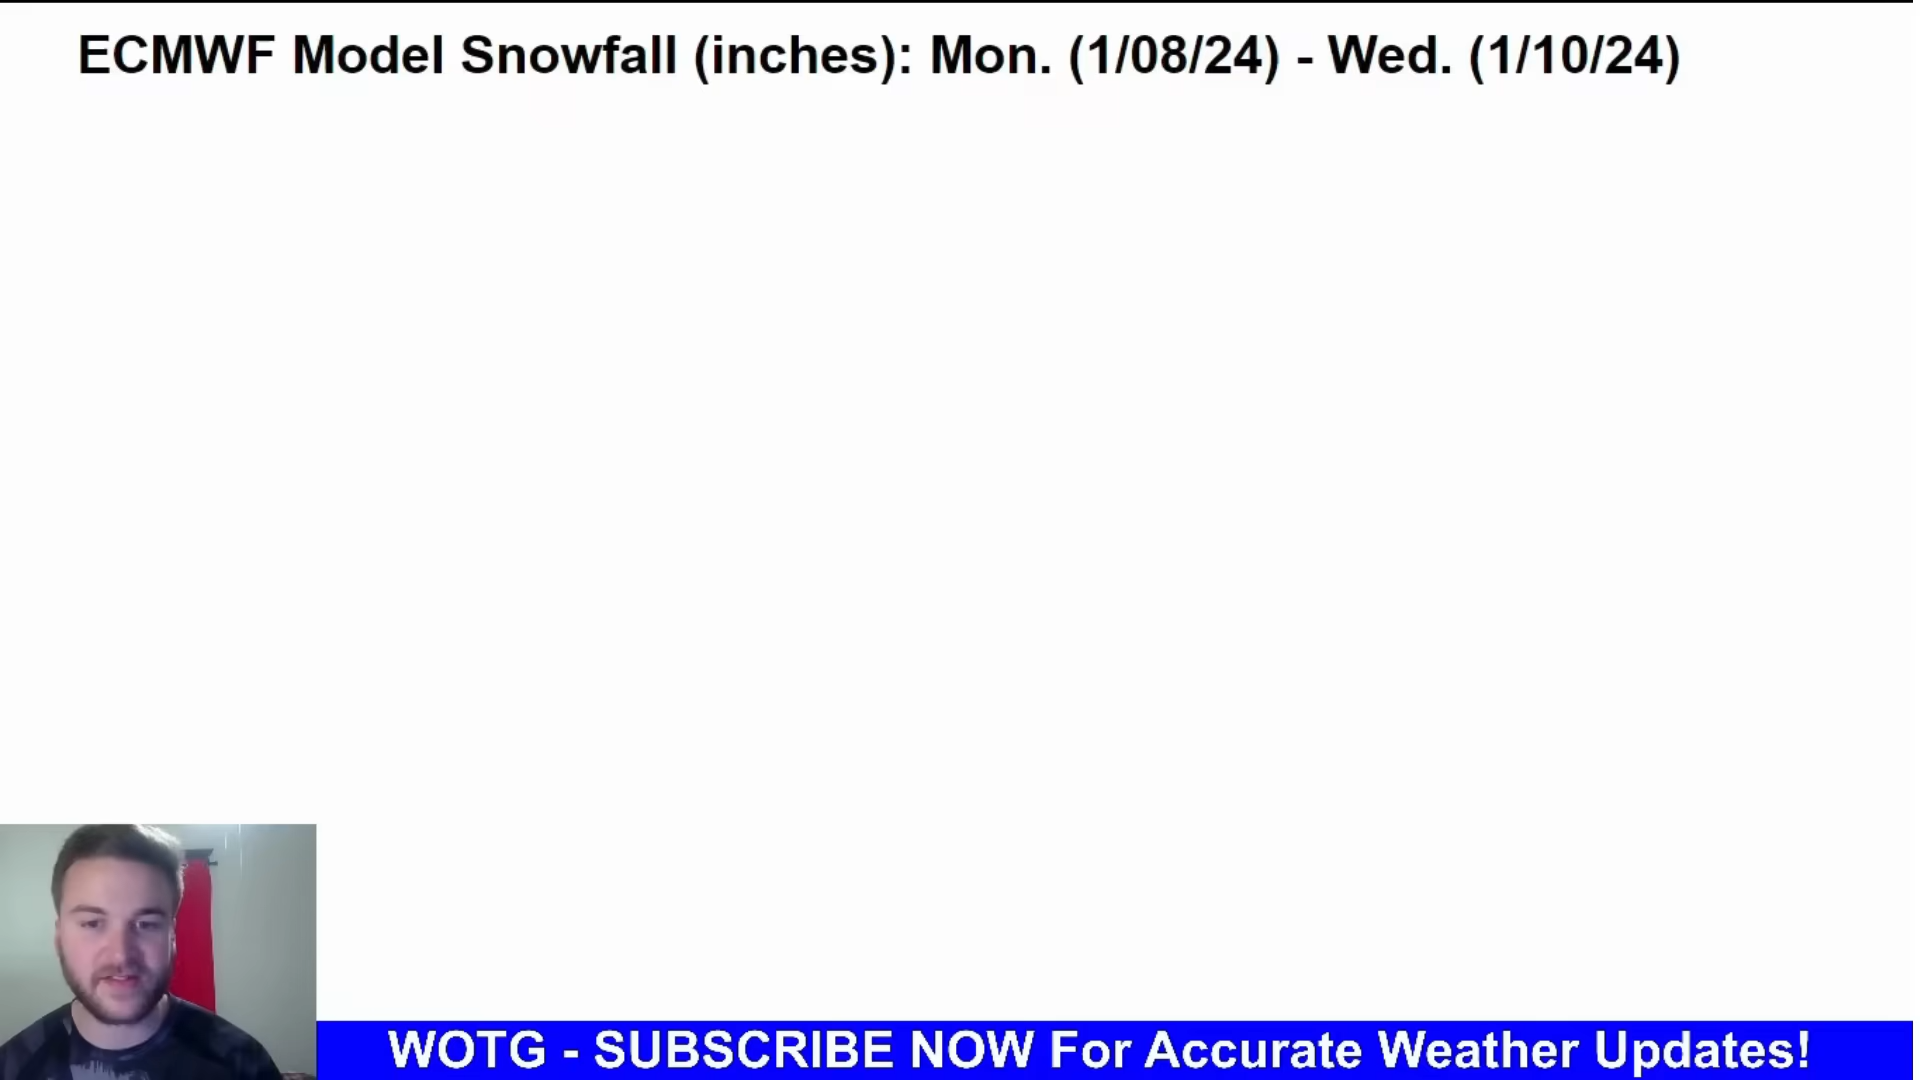 ECMWF Model Snowfall (inches): Mon. (1/08/24) - Wed. (1/10/24)
WOTG - SUBSCRIBE NOW For Accurate Weather Updates!